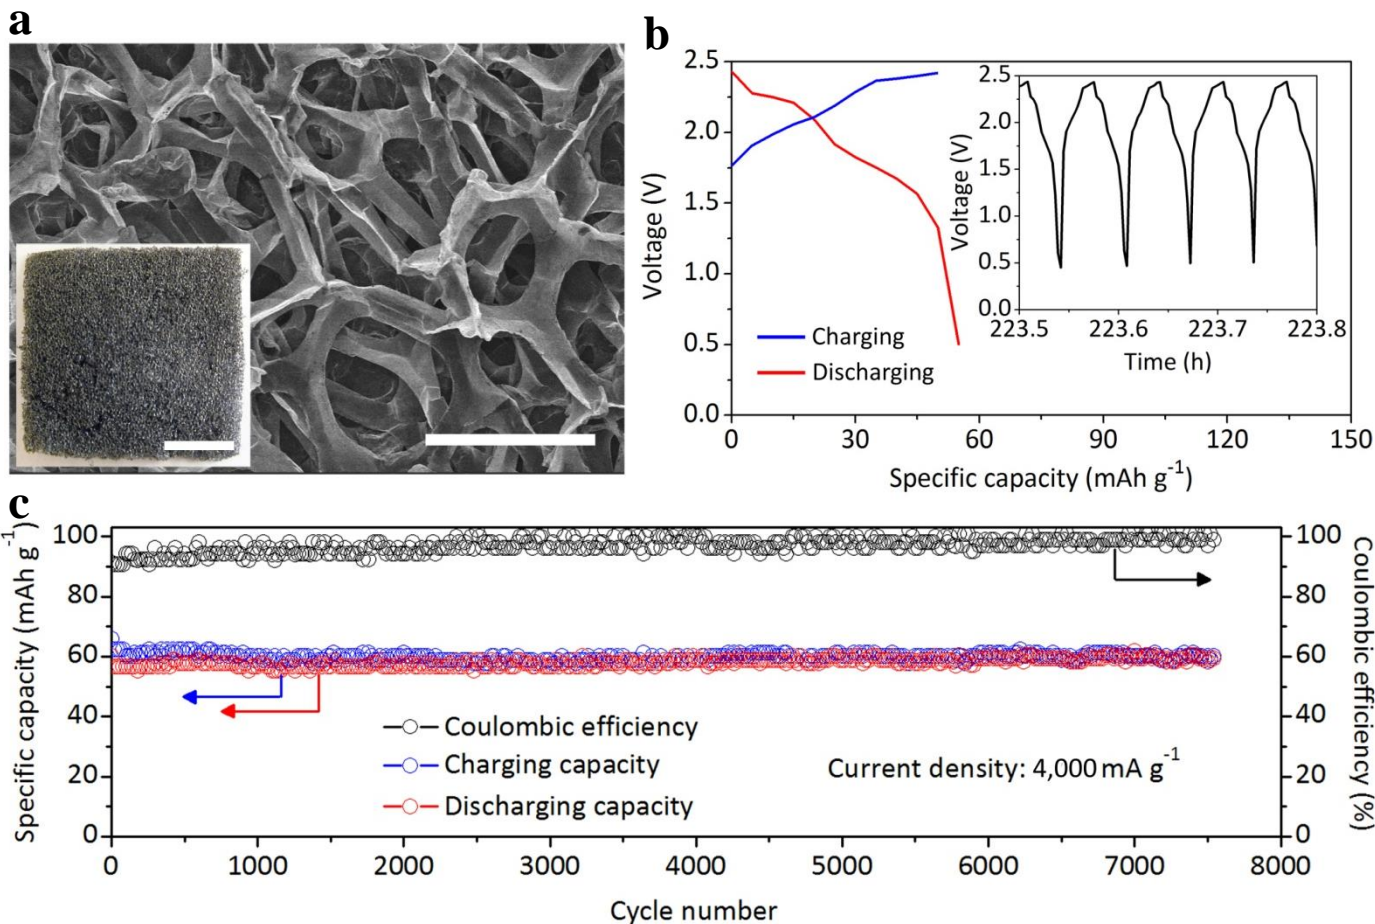 a
b
2.5
2.0
1.5
1.0
0.5
0.0
Voltage (V)
0
30
60
90
120
150
Specific capacity (mAh g⁻¹)
Charging
Discharging
2.5
2.0
1.5
1.0
0.5
0.0
Voltage (V)
223.5
223.6
223.7
223.8
Time (h)
c
100
80
60
40
20
0
Specific capacity (mAh g⁻¹)
100
80
60
40
20
0
Coulombic efficiency (%)
Coulombic efficiency
Charging capacity
Discharging capacity
Current density: 4,000 mA g⁻¹
0
1000
2000
3000
4000
5000
6000
7000
8000
Cycle number